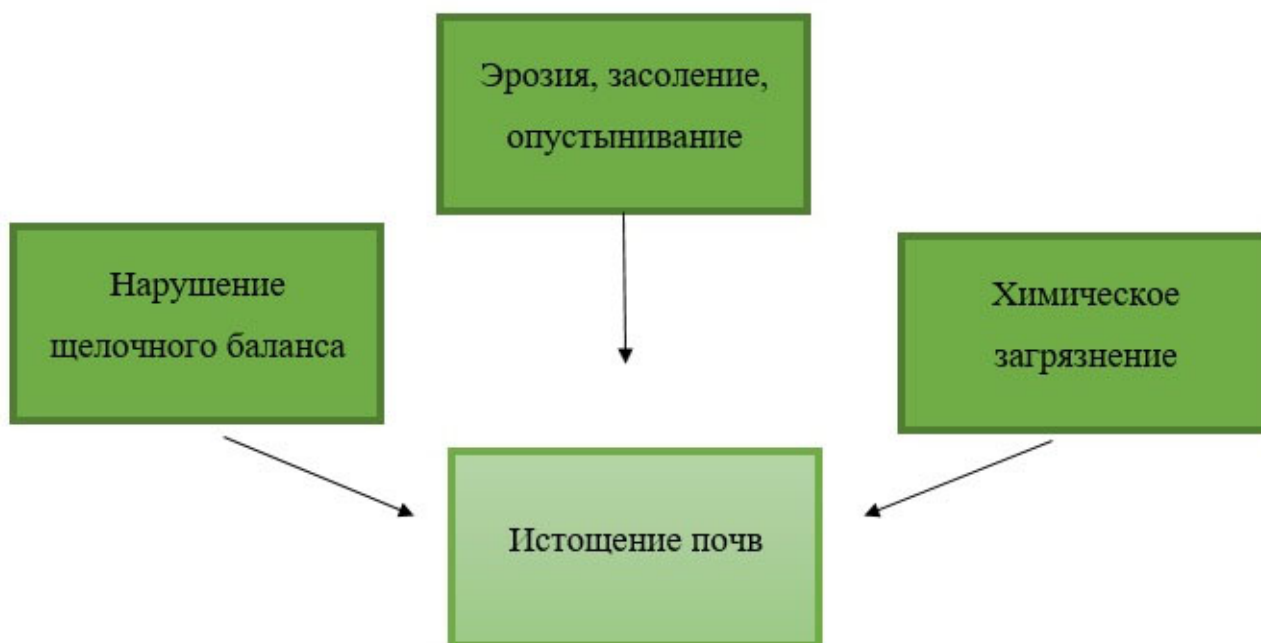 Эрозия, засоление,
опустынивание
Нарушение
щелочного баланса
Химическое
загрязнение
Истощение почв